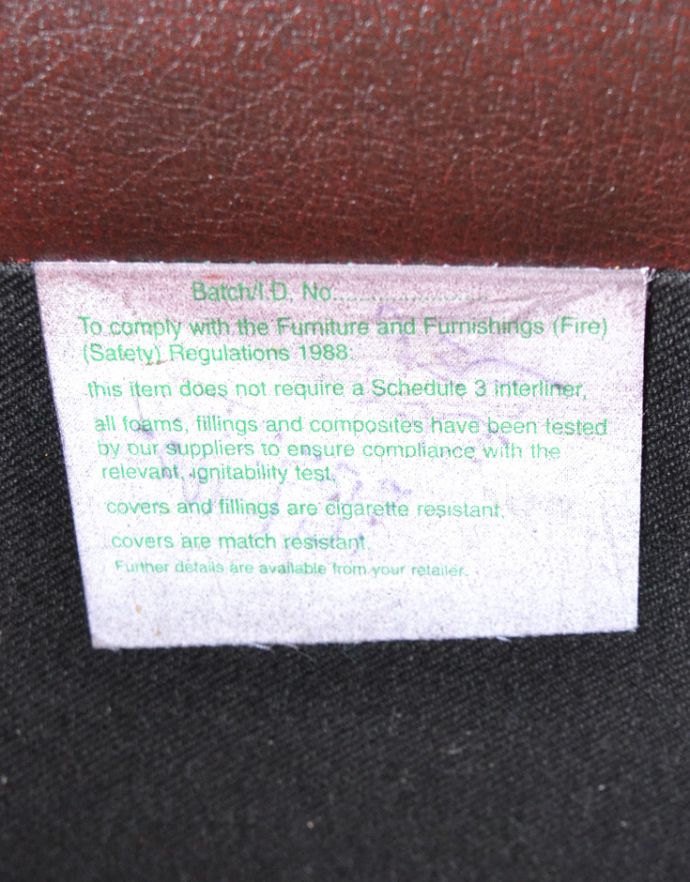 Batch/I.D. No.......................
To comply with the Furniture and Furnishings (Fire)
(Safety) Regulations 1988:
this item does not require a Schedule 3 interliner,
all foams, fillings and composites have been tested
by our suppliers to ensure compliance with the
relevant, ignitability test,
covers and fillings are cigarette resistant,
covers are match resistant,
Further details are available from your retailer.